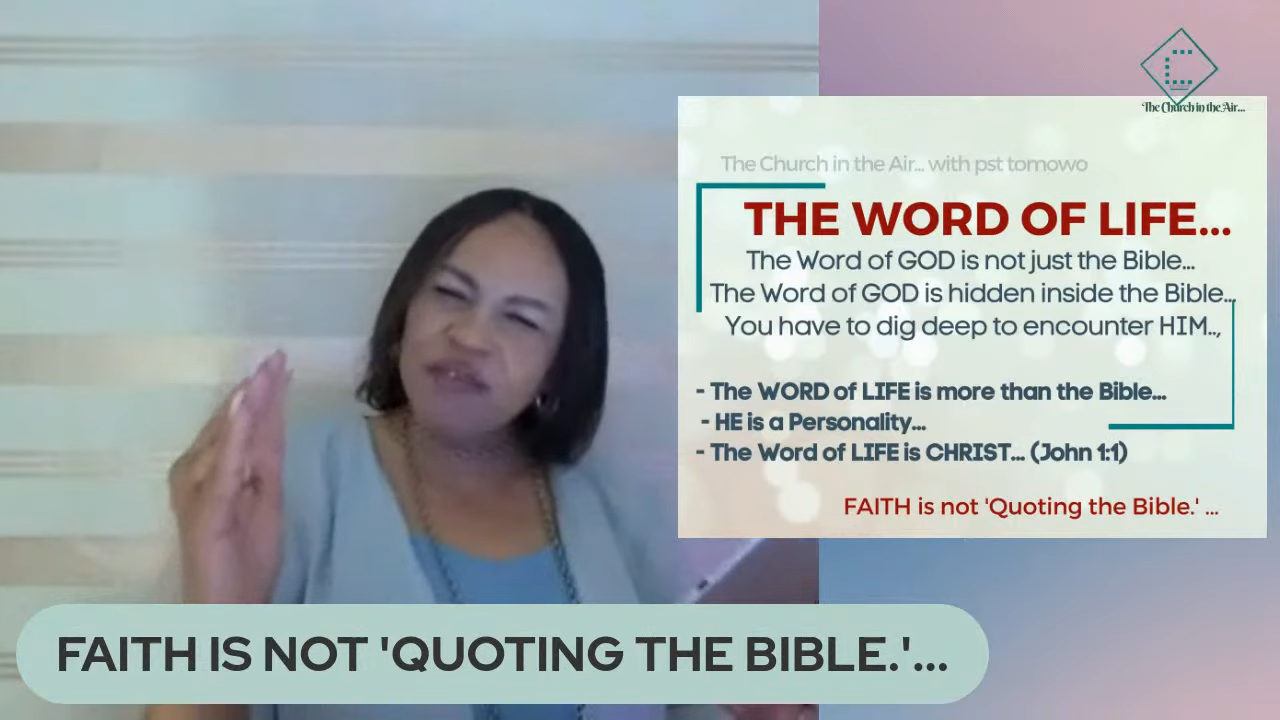 The Church in the Air...
The Church in the Air... with pst tomowo
THE WORD OF LIFE...
The Word of GOD is not just the Bible...
The Word of GOD is hidden inside the Bible...
You have to dig deep to encounter HIM..,
- The WORD of LIFE is more than the Bible...
- HE is a Personality...
- The Word of LIFE is CHRIST... (John 1:1)
FAITH is not 'Quoting the Bible.' ...
FAITH IS NOT 'QUOTING THE BIBLE.'...